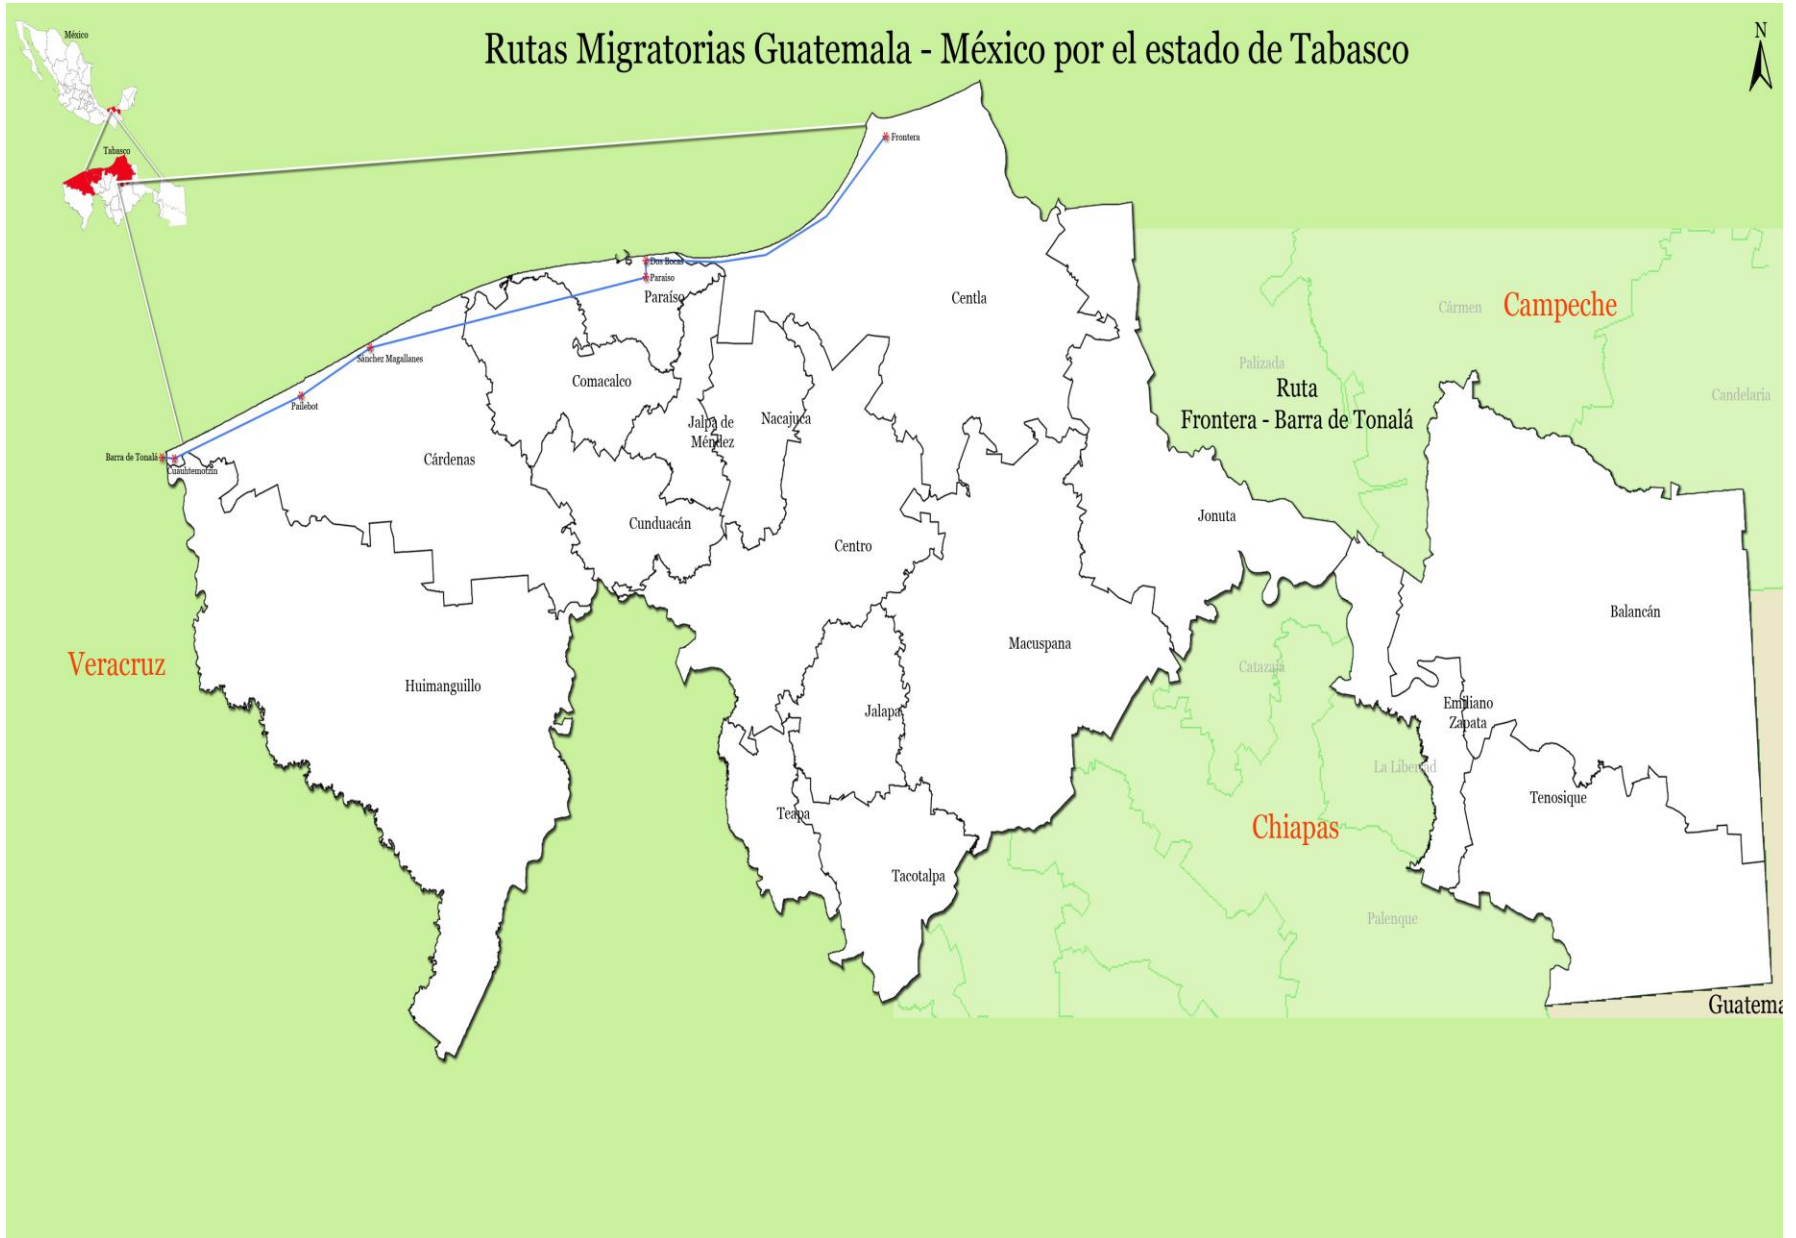 Rutas Migratorias Guatemala - México por el estado de Tabasco
N
México
Tabasco
Frontera
Dos Bocas
Paraiso
Paraíso
Centla
Cármen
Campeche
Palizada
Ruta
Frontera - Barra de Tonalá
Candelaria
Sánchez Magallanes
Pailebot
Comacalco
Jalpa de
Méndez
Nacajuca
Barra de Tonalá
Cuauhtemotzin
Cárdenas
Cunduacán
Centro
Jonuta
Balancán
Macuspana
Veracruz
Huimanguillo
Catazajá
Jalapa
Emiliano
Zapata
La Libertad
Tenosique
Teapa
Chiapas
Tacotalpa
Palenque
Guatema